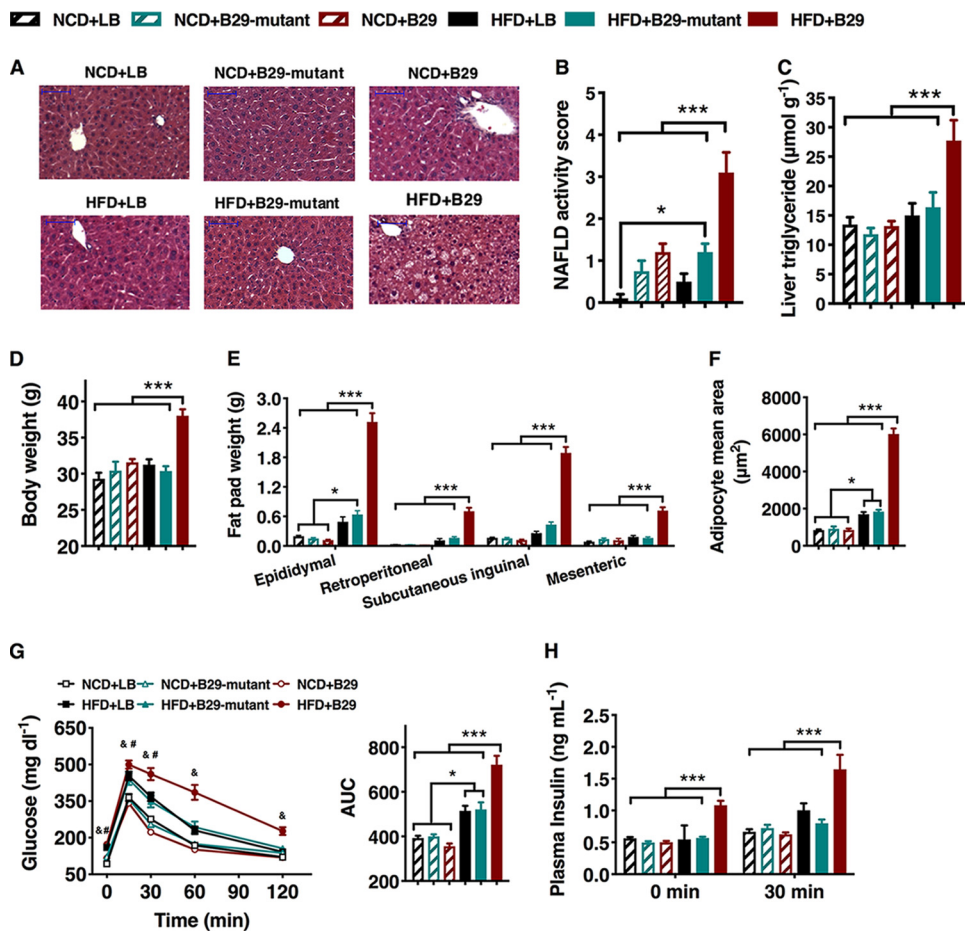 NCD+LB NCD+B29-mutant NCD+B29 HFD+LB HFD+B29-mutant HFD+B29
A
NCD+LB NCD+B29-mutant NCD+B29
HFD+LB HFD+B29-mutant HFD+B29
B
NAFLD activity score
5
4
3
2
1
0
***
*
C
Liver triglyceride (µmol g⁻¹)
35
30
25
20
15
10
5
0
***
D
Body weight (g)
40
35
30
25
20
***
E
Fat pad weight (g)
3.0
2.4
1.8
1.2
0.6
0.0
***
*
***
***
***
Epididymal
Retroperitoneal
Subcutaneous inguinal
Mesenteric
F
Adipocyte mean area
(µm²)
8000
6000
4000
2000
0
***
*
G
NCD+LB NCD+B29-mutant NCD+B29
HFD+LB HFD+B29-mutant HFD+B29
Glucose (mg dl⁻¹)
650
550
450
350
250
150
50
&#
& #
& #
&
&
0 30 60 90 120
Time (min)
AUC
800
600
400
200
***
*
H
Plasma Insulin (ng mL⁻¹)
2.5
2.0
1.5
1.0
0.5
0.0
***
***
0 min 30 min